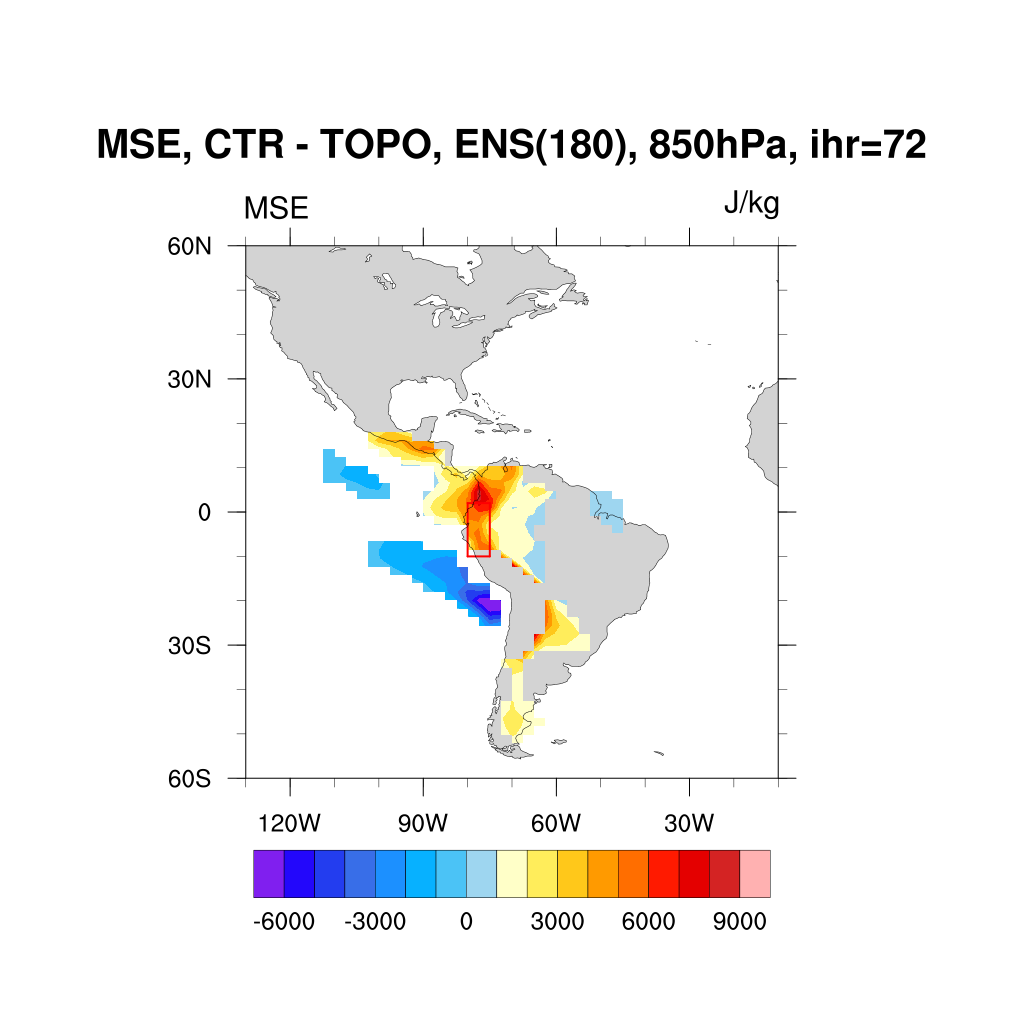 MSE, CTR - TOPO, ENS(180), 850hPa, ihr=72
MSE J/kg
60N
30N
0
30S
60S
120W 90W 60W 30W
-6000 -3000 0 3000 6000 9000